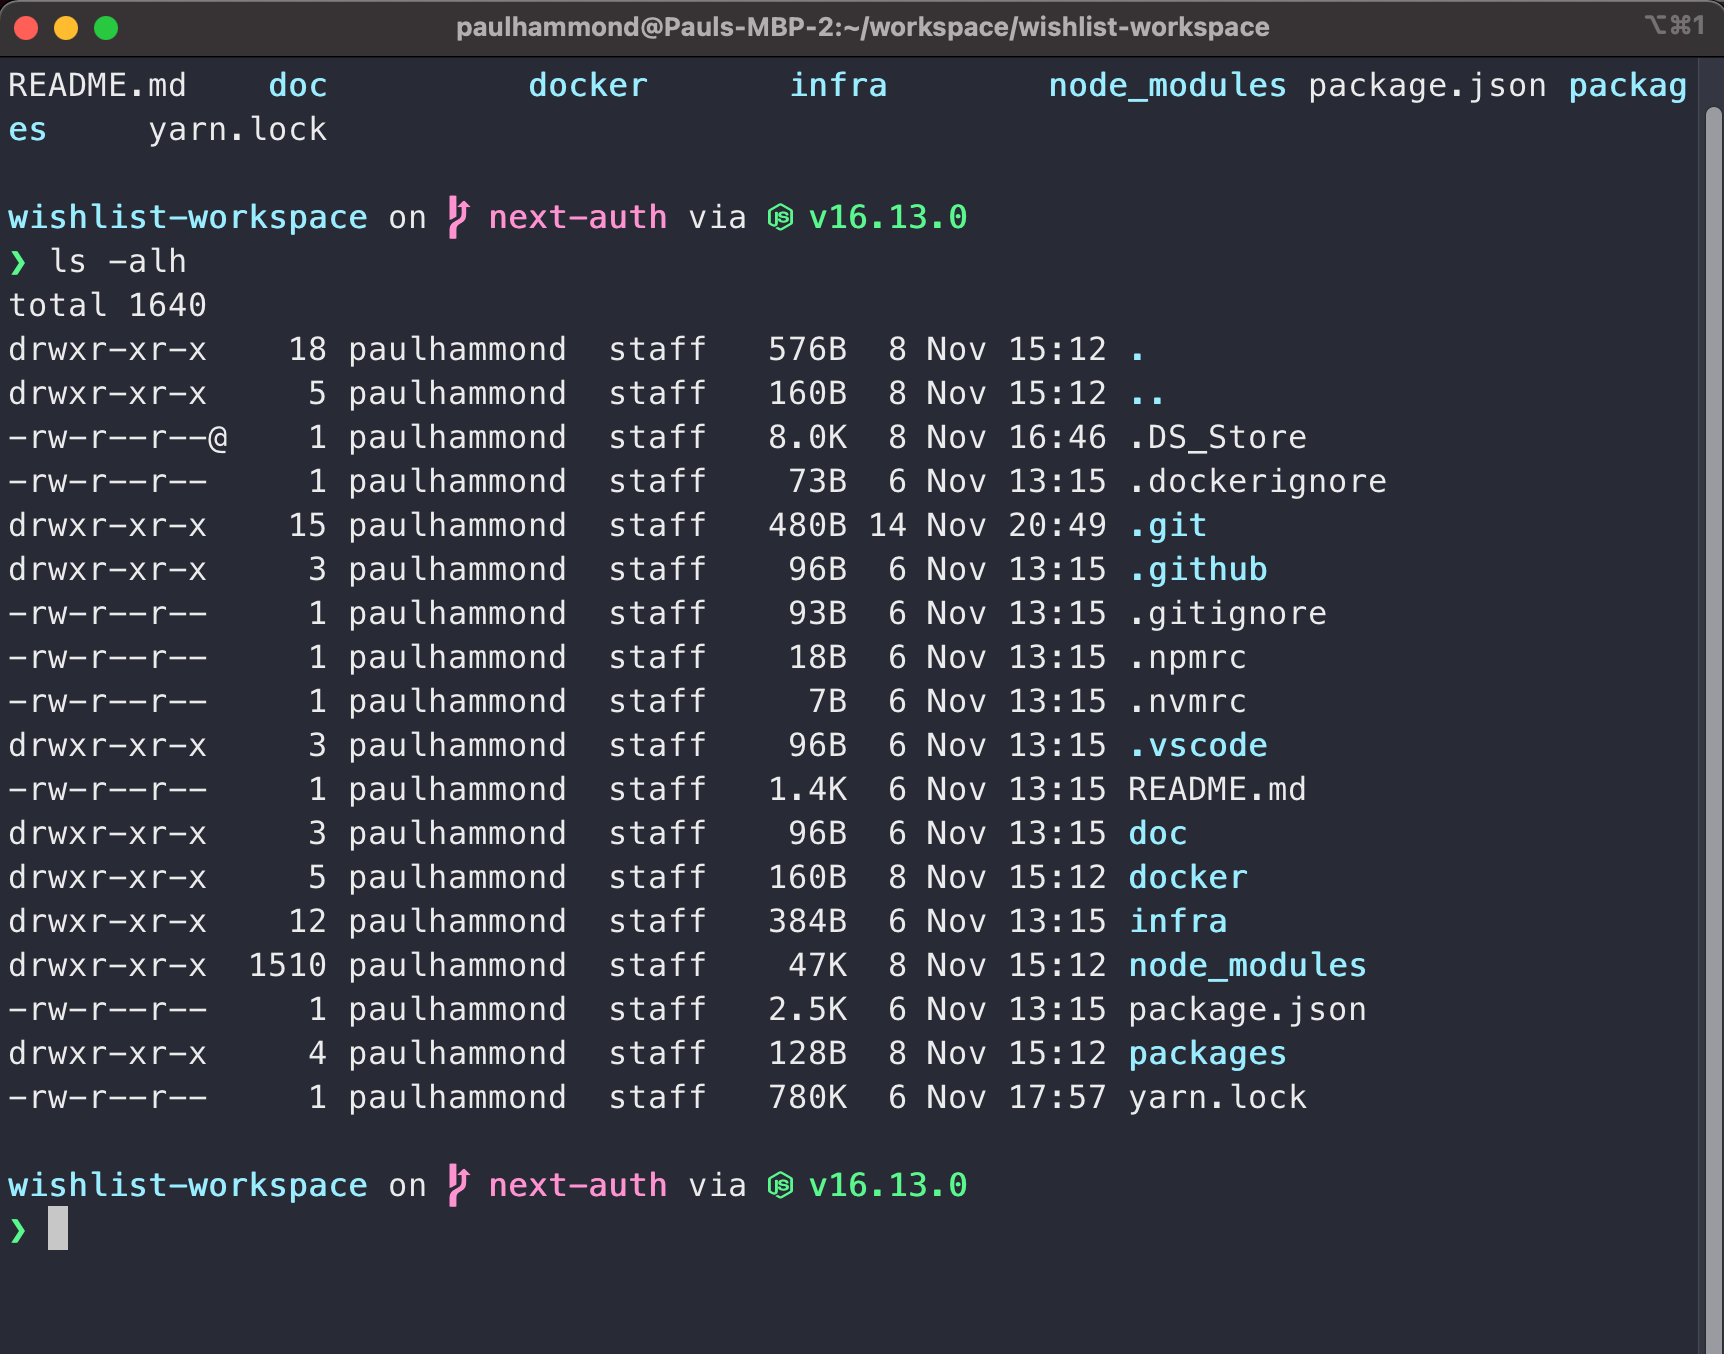 paulhammond@Pauls-MBP-2:~/workspace/wishlist-workspace ⌥⌘1
README.md    doc          docker       infra        node_modules package.json packag
es     yarn.lock
wishlist-workspace on next-auth via v16.13.0
❯ ls -alh
total 1640
drwxr-xr-x    18 paulhammond  staff   576B  8 Nov 15:12 .
drwxr-xr-x     5 paulhammond  staff   160B  8 Nov 15:12 ..
-rw-r--r--@    1 paulhammond  staff   8.0K  8 Nov 16:46 .DS_Store
-rw-r--r--     1 paulhammond  staff    73B  6 Nov 13:15 .dockerignore
drwxr-xr-x    15 paulhammond  staff   480B 14 Nov 20:49 .git
drwxr-xr-x     3 paulhammond  staff    96B  6 Nov 13:15 .github
-rw-r--r--     1 paulhammond  staff    93B  6 Nov 13:15 .gitignore
-rw-r--r--     1 paulhammond  staff    18B  6 Nov 13:15 .npmrc
-rw-r--r--     1 paulhammond  staff     7B  6 Nov 13:15 .nvmrc
drwxr-xr-x     3 paulhammond  staff    96B  6 Nov 13:15 .vscode
-rw-r--r--     1 paulhammond  staff   1.4K  6 Nov 13:15 README.md
drwxr-xr-x     3 paulhammond  staff    96B  6 Nov 13:15 doc
drwxr-xr-x     5 paulhammond  staff   160B  8 Nov 15:12 docker
drwxr-xr-x    12 paulhammond  staff   384B  6 Nov 13:15 infra
drwxr-xr-x  1510 paulhammond  staff    47K  8 Nov 15:12 node_modules
-rw-r--r--     1 paulhammond  staff   2.5K  6 Nov 13:15 package.json
drwxr-xr-x     4 paulhammond  staff   128B  8 Nov 15:12 packages
-rw-r--r--     1 paulhammond  staff   780K  6 Nov 17:57 yarn.lock
wishlist-workspace on next-auth via v16.13.0
❯